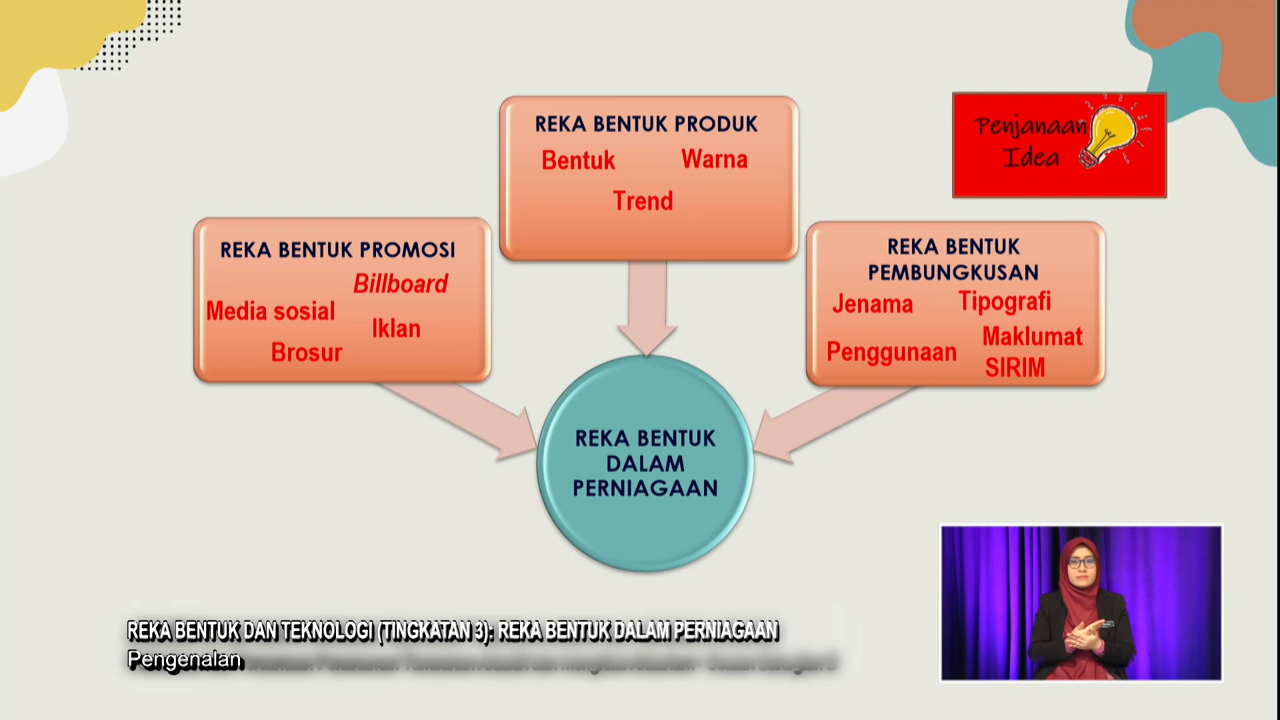 REKA BENTUK PRODUK
Bentuk Warna
Trend
Penjanaan
Idea
REKA BENTUK PROMOSI
Billboard
Media sosial
Iklan
Brosur
REKA BENTUK
PEMBUNGKUSAN
Jenama Tipografi
Maklumat
Penggunaan
SIRIM
REKA BENTUK
DALAM
PERNIAGAAN
REKA BENTUK DAN TEKNOLOGI (TINGKATAN 3): REKA BENTUK DALAM PERNIAGAAN
Pengenalan